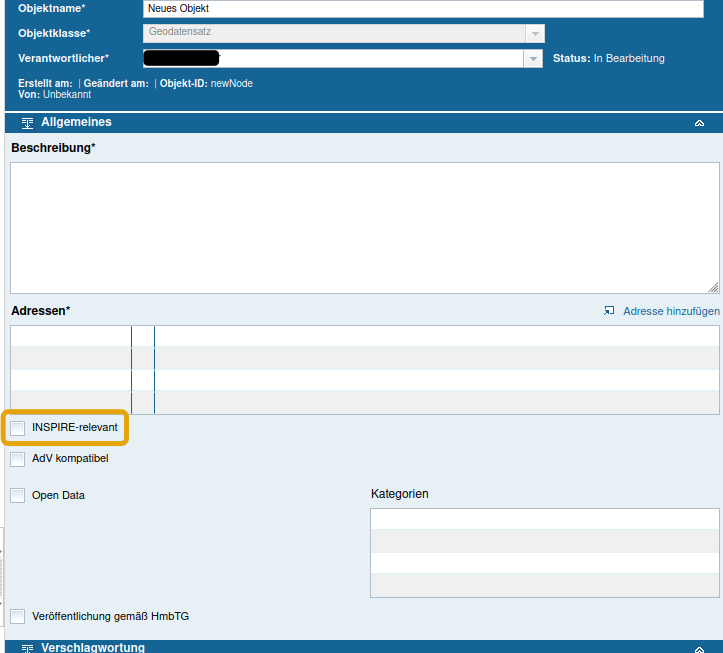 Objektname* Neues Objekt
Objektklasse* Geodatensatz
Verantwortlicher* Status: In Bearbeitung
Erstellt am: | Geändert am: | Objekt-ID: newNode
Von: Unbekannt
Allgemeines
Beschreibung*
Adressen* Adresse hinzufügen
INSPIRE-relevant
AdV kompatibel
Open Data Kategorien
Veröffentlichung gemäß HmbTG
Verschlagwortung